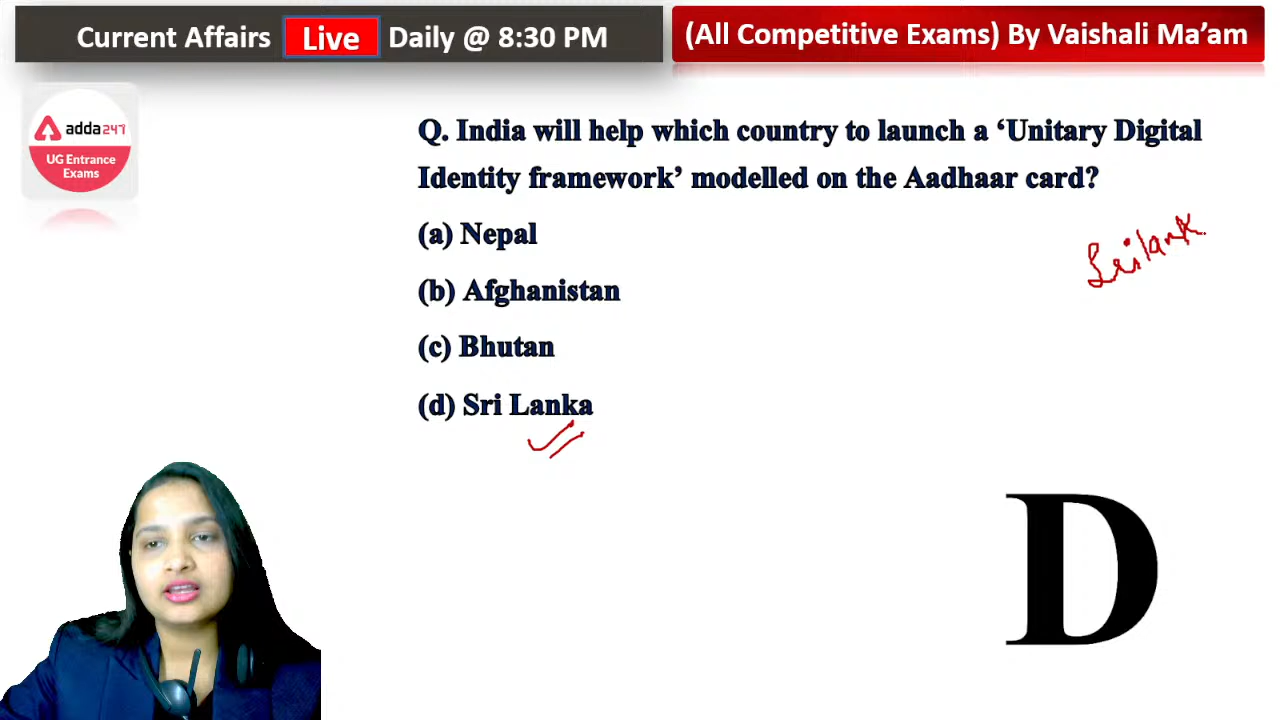 Current Affairs Live Daily @ 8:30 PM
(All Competitive Exams) By Vaishali Ma’am
adda247
UG Entrance
Exams
Q. India will help which country to launch a ‘Unitary Digital
Identity framework’ modelled on the Aadhaar card?
(a) Nepal
(b) Afghanistan
(c) Bhutan
(d) Sri Lanka
Srilank
D